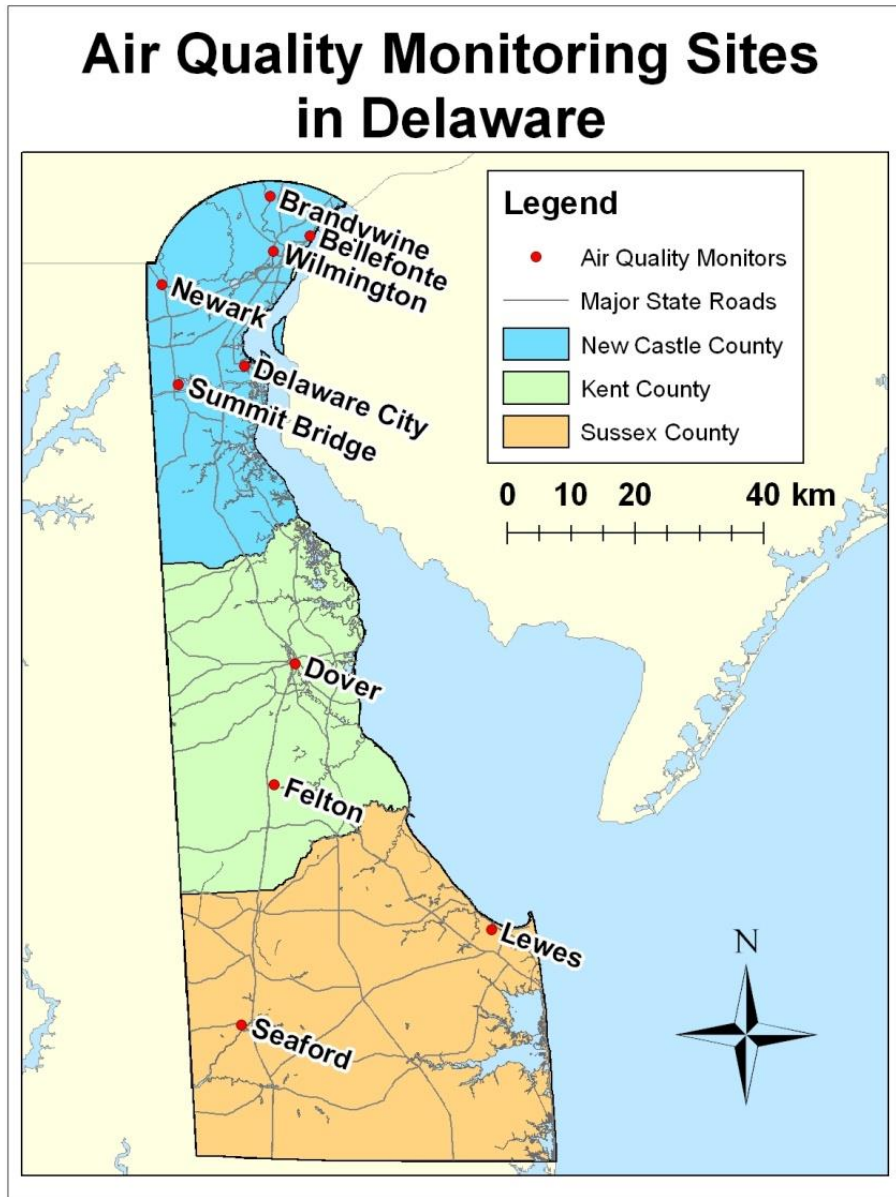 Air Quality Monitoring Sites
in Delaware
Brandywine
Bellefonte
Wilmington
Newark
Delaware City
Summit Bridge
Dover
Felton
Lewes
Seaford
Legend
Air Quality Monitors
Major State Roads
New Castle County
Kent County
Sussex County
0 10 20 40 km
N